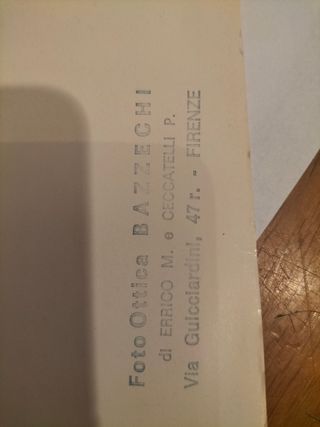 Foto Ottica BAZZECHI
di ERRICO M. e CECCATELLI P.
Via Guicciardini, 47 r. - FIRENZE